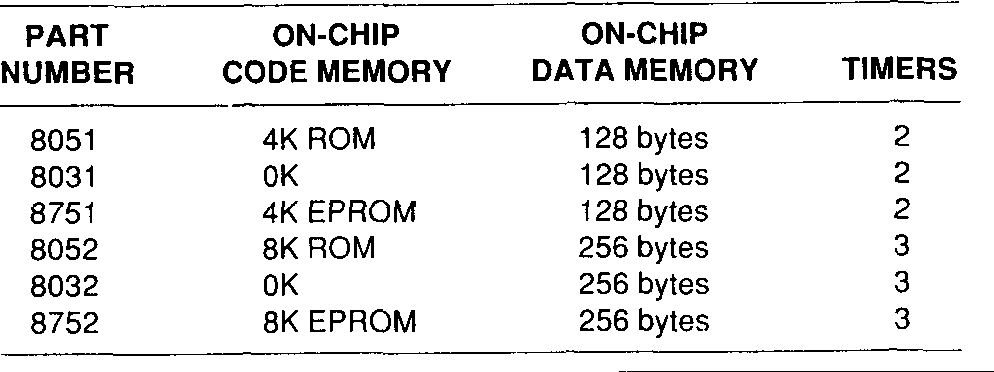 PART ON-CHIP ON-CHIP
NUMBER CODE MEMORY DATA MEMORY TIMERS
8051 4K ROM 128 bytes 2
8031 0K 128 bytes 2
8751 4K EPROM 128 bytes 2
8052 8K ROM 256 bytes 3
8032 0K 256 bytes 3
8752 8K EPROM 256 bytes 3